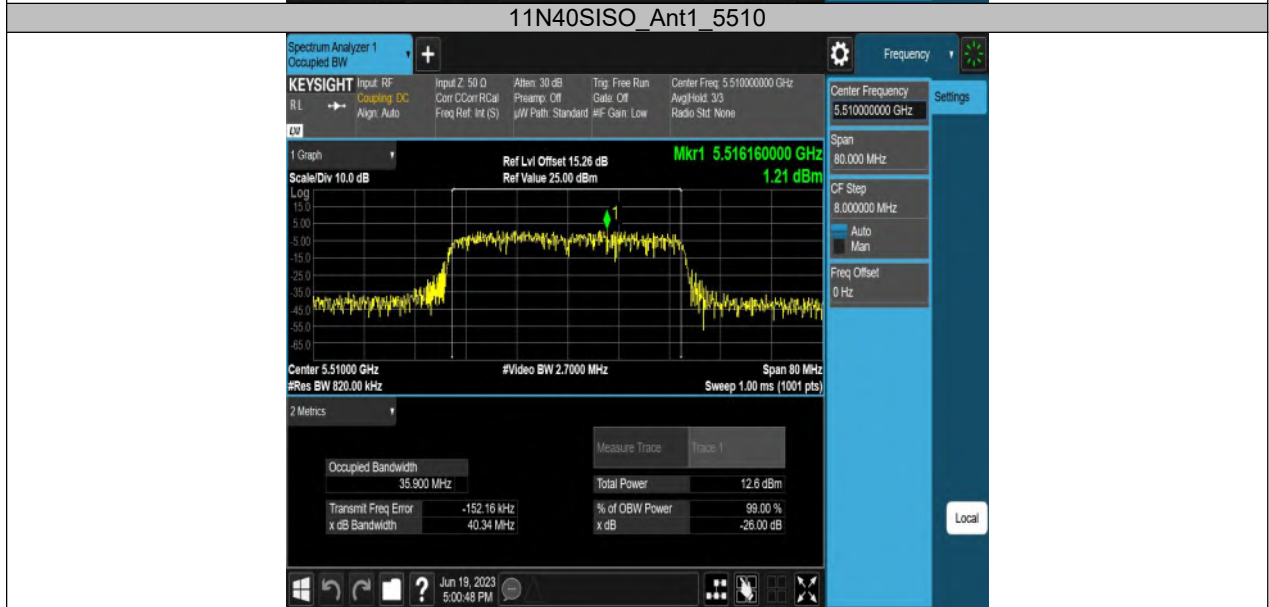 11N40SISO_Ant1_5510
Spectrum Analyzer 1
Occupied BW
+
Frequency
KEYSIGHT Input: RF
RL
Coupling: DC
Align: Auto
LXI
Input Z: 50 Ω
Corr CCorr RCal
Freq Ref: Int (S)
Atten: 30 dB
Preamp: Off
µW Path: Standard
Trig: Free Run
Gate: Off
#IF Gain: Low
Center Freq: 5.510000000 GHz
Avg|Hold: 3/3
Radio Std: None
Center Frequency
5.510000000 GHz
Settings
Span
80.000 MHz
CF Step
8.000000 MHz
Auto
Man
Freq Offset
0 Hz
1 Graph
Scale/Div 10.0 dB
Ref Lvl Offset 15.26 dB
Ref Value 25.00 dBm
Mkr1 5.516160000 GHz
1.21 dBm
Log
15.0
5.00
-5.00
-15.0
-25.0
-35.0
-45.0
-55.0
-65.0
1
Center 5.51000 GHz
#Video BW 2.7000 MHz
Span 80 MHz
#Res BW 820.00 kHz
Sweep 1.00 ms (1001 pts)
2 Metrics
Measure Trace Trace 1
Occupied Bandwidth
35.900 MHz
Total Power 12.6 dBm
Transmit Freq Error -152.16 kHz
% of OBW Power 99.00 %
x dB Bandwidth 40.34 MHz
x dB -26.00 dB
Local
?
Jun 19, 2023
5:00:48 PM